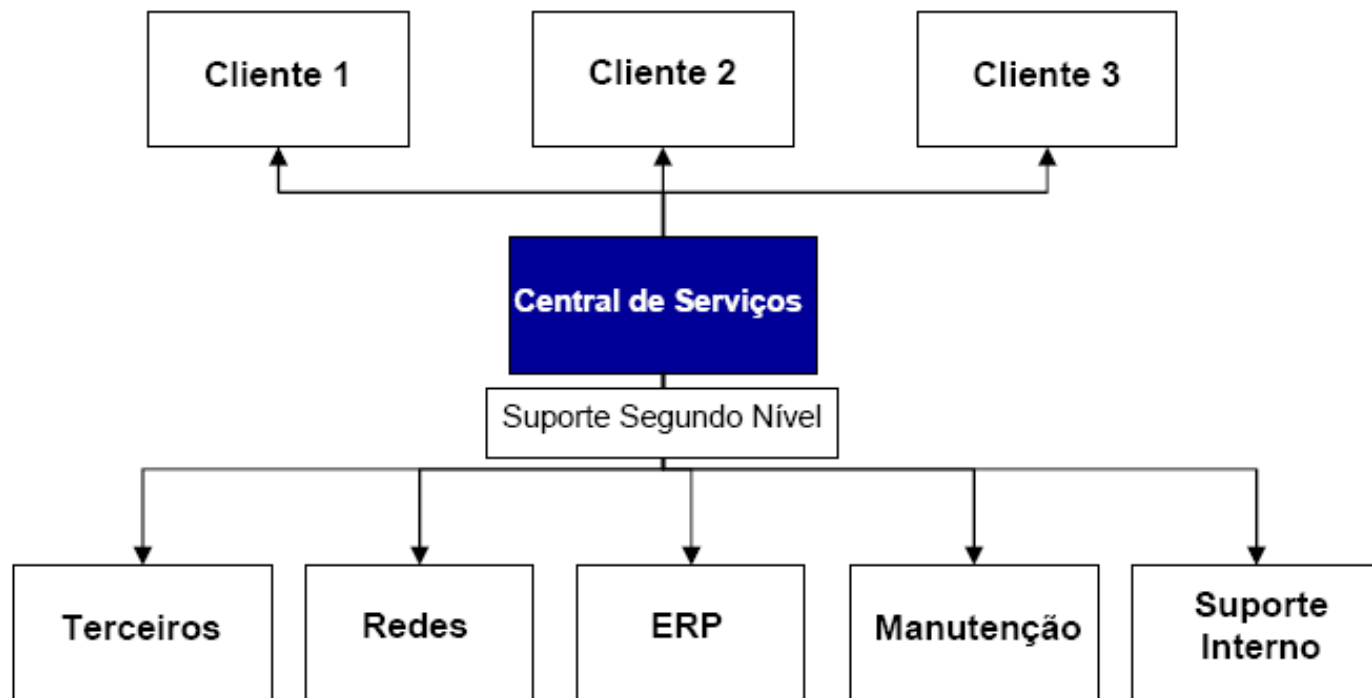 Cliente 1
Cliente 2
Cliente 3
Central de Serviços
Suporte Segundo Nível
Terceiros
Redes
ERP
Manutenção
Suporte
Interno